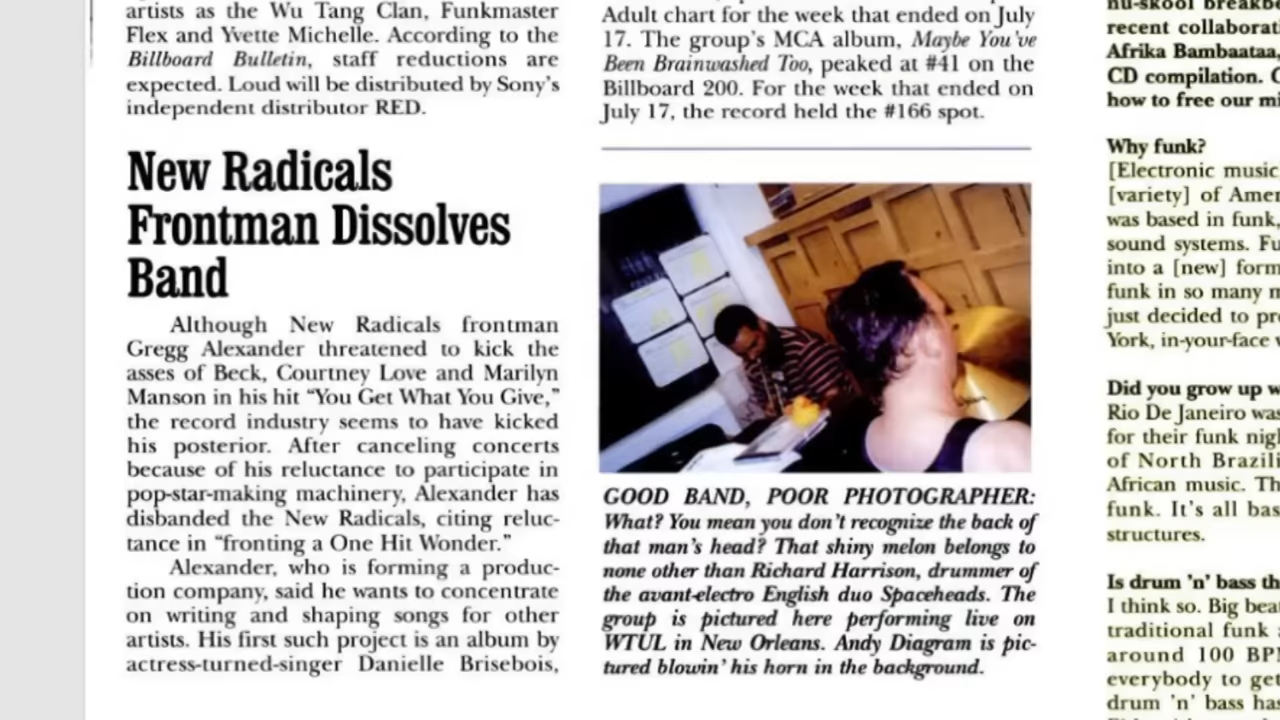 artists as the Wu Tang Clan, Funkmaster
Flex and Yvette Michelle. According to the
Billboard Bulletin, staff reductions are
expected. Loud will be distributed by Sony's
independent distributor RED.
New Radicals
Frontman Dissolves
Band
Although New Radicals frontman
Gregg Alexander threatened to kick the
asses of Beck, Courtney Love and Marilyn
Manson in his hit "You Get What You Give,"
the record industry seems to have kicked
his posterior. After canceling concerts
because of his reluctance to participate in
pop-star-making machinery, Alexander has
disbanded the New Radicals, citing reluc-
tance in "fronting a One Hit Wonder."
Alexander, who is forming a produc-
tion company, said he wants to concentrate
on writing and shaping songs for other
artists. His first such project is an album by
actress-turned-singer Danielle Brisebois,
Adult chart for the week that ended on July
17. The group's MCA album, Maybe You've
Been Brainwashed Too, peaked at #41 on the
Billboard 200. For the week that ended on
July 17, the record held the #166 spot.
GOOD BAND, POOR PHOTOGRAPHER:
What? You mean you don't recognize the back of
that man's head? That shiny melon belongs to
none other than Richard Harrison, drummer of
the avant-electro English duo Spaceheads. The
group is pictured here performing live on
WTUL in New Orleans. Andy Diagram is pic-
tured blowin' his horn in the background.
nu-skool breakbe
recent collaborati
Afrika Bambaataa,
CD compilation.
how to free our mi
Why funk?
[Electronic music
[variety] of Amer
was based in funk,
sound systems. Fu
into a [new] form
funk in so many m
just decided to pr
York, in-your-face
Did you grow up w
Rio De Janeiro was
for their funk nigh
of North Brazili
African music. Th
funk. It's all bas
structures.
Is drum 'n' bass th
I think so. Big bea
traditional funk
around 100 BP
everybody to get
drum 'n' bass has